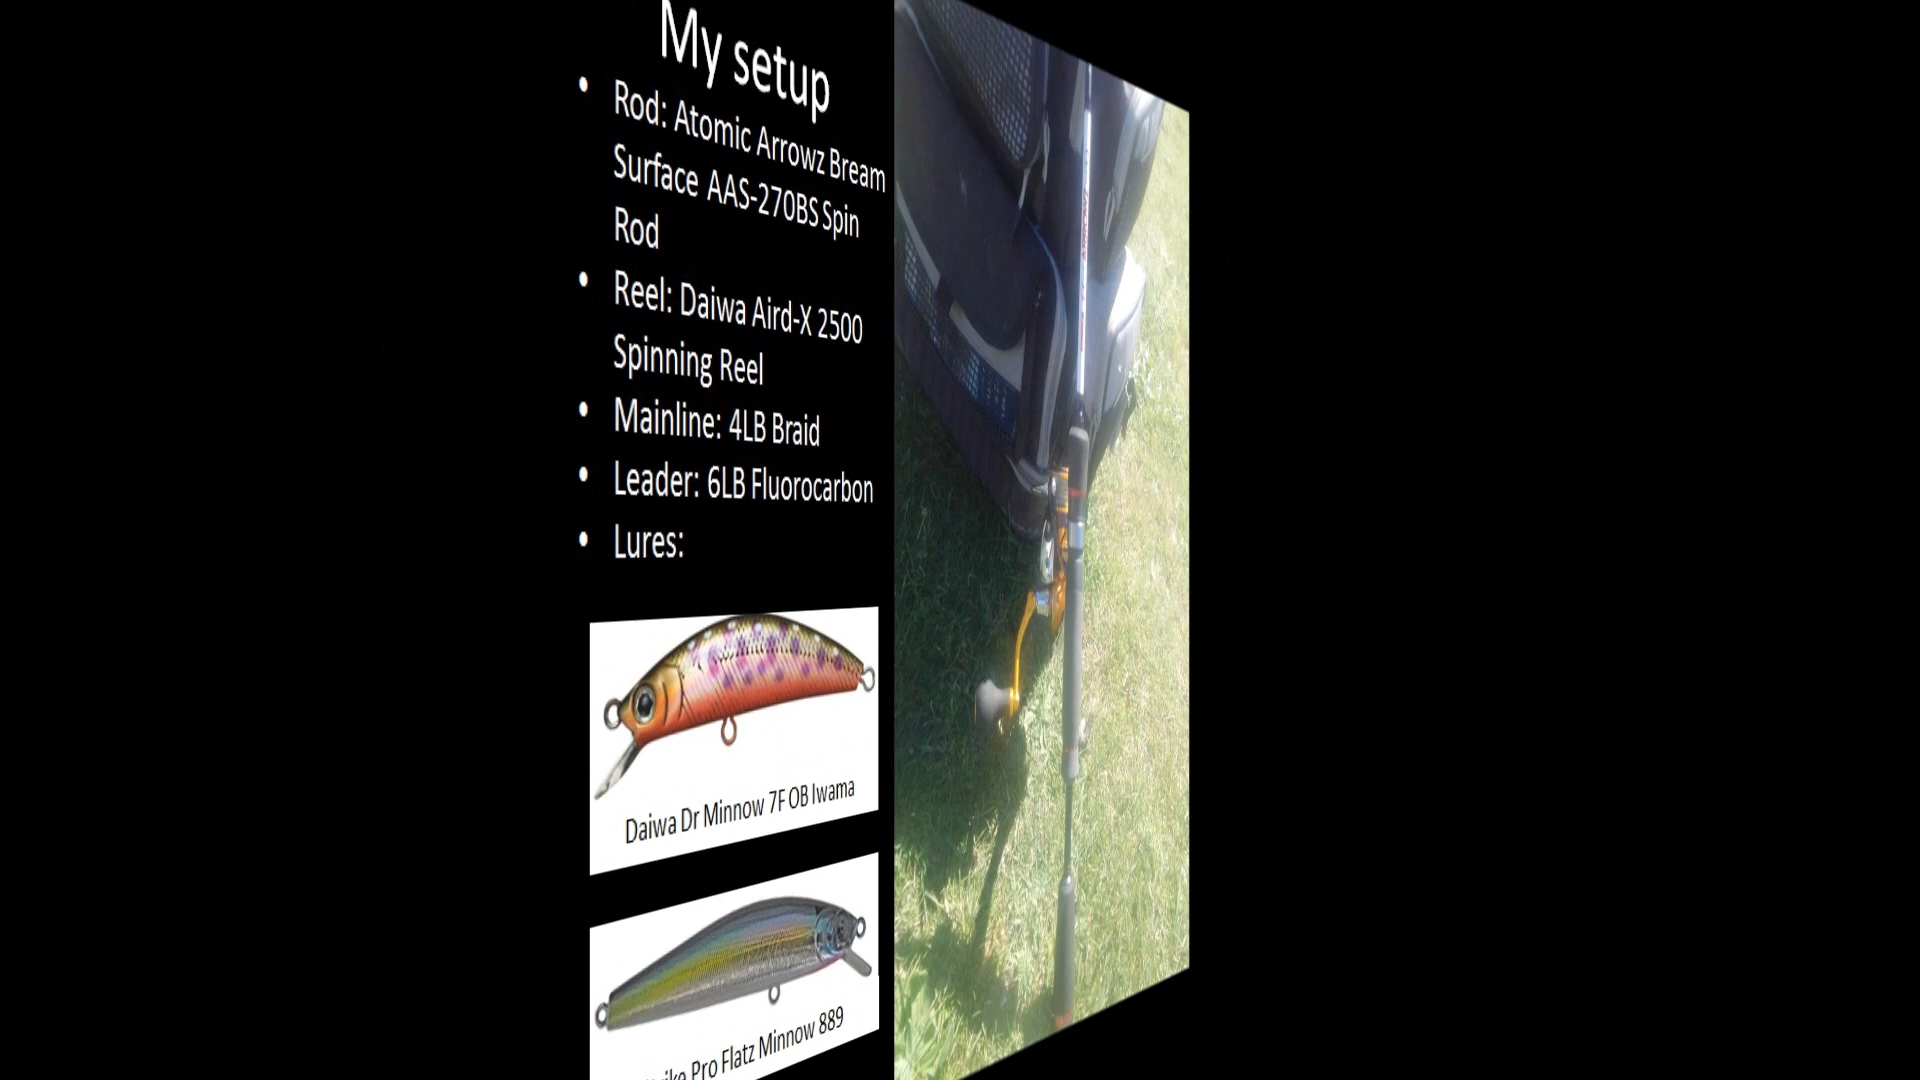 My setup
• Rod: Atomic Arrowz Bream
Surface AAS-270BS Spin
Rod
• Reel: Daiwa Aird-X 2500
Spinning Reel
• Mainline: 4LB Braid
• Leader: 6LB Fluorocarbon
• Lures:
Daiwa Dr Minnow 7F OB Iwama
Pro Flatz Minnow 889